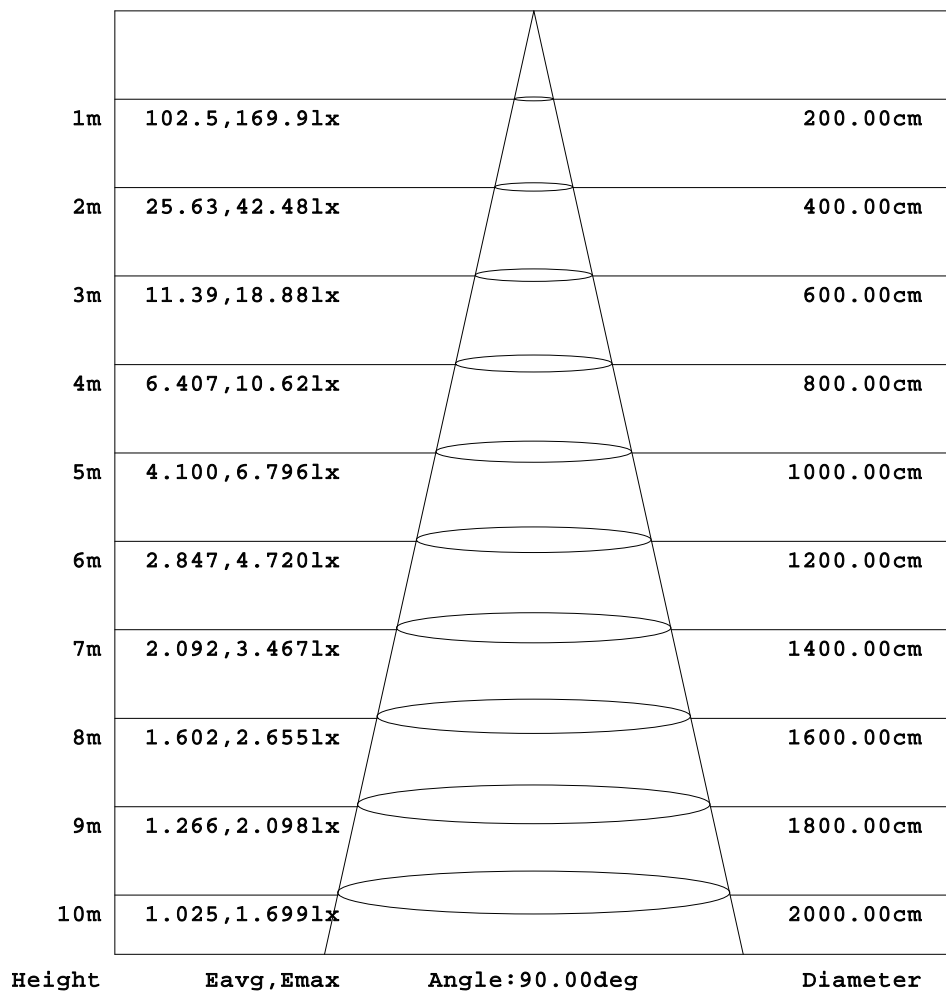 1m 102.5,169.9lx 200.00cm
2m 25.63,42.48lx 400.00cm
3m 11.39,18.88lx 600.00cm
4m 6.407,10.62lx 800.00cm
5m 4.100,6.796lx 1000.00cm
6m 2.847,4.720lx 1200.00cm
7m 2.092,3.467lx 1400.00cm
8m 1.602,2.655lx 1600.00cm
9m 1.266,2.098lx 1800.00cm
10m 1.025,1.699lx 2000.00cm
Height Eavg,Emax Angle:90.00deg Diameter